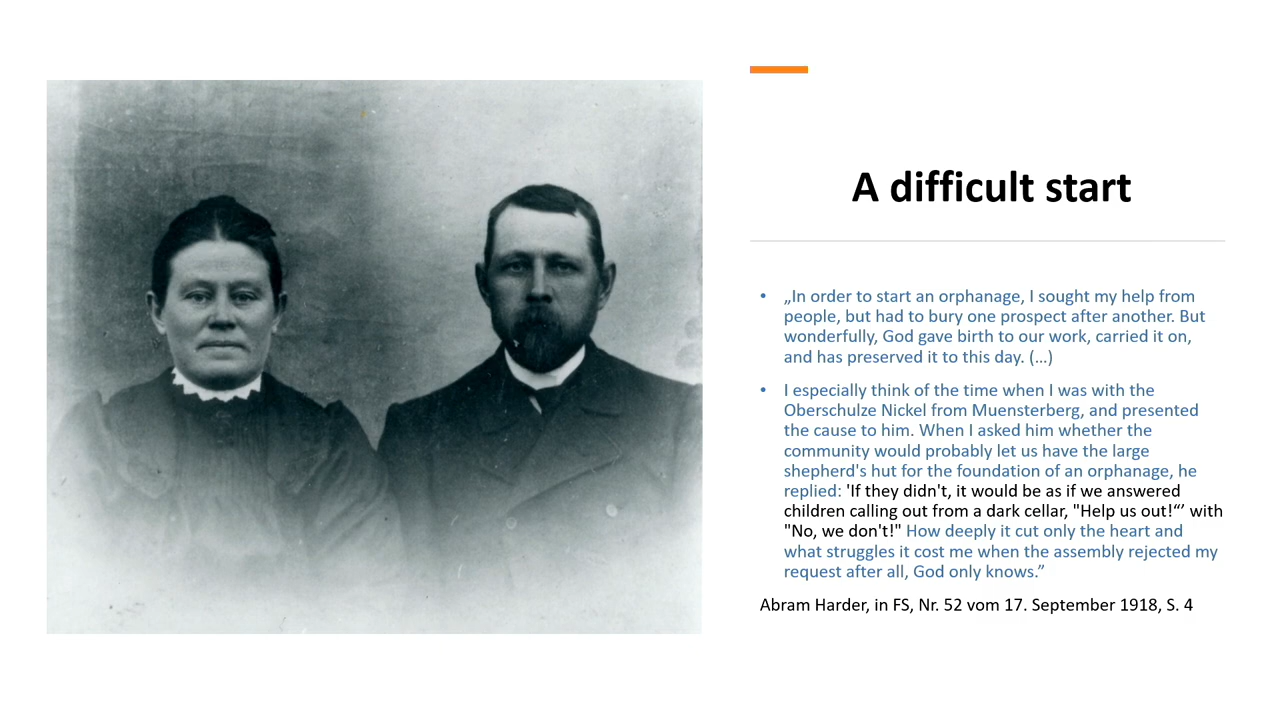 A difficult start
• „In order to start an orphanage, I sought my help from
people, but had to bury one prospect after another. But
wonderfully, God gave birth to our work, carried it on,
and has preserved it to this day. (…)
• I especially think of the time when I was with the
Oberschulze Nickel from Muensterberg, and presented
the cause to him. When I asked him whether the
community would probably let us have the large
shepherd's hut for the foundation of an orphanage, he
replied: 'If they didn't, it would be as if we answered
children calling out from a dark cellar, "Help us out!“’ with
"No, we don't!" How deeply it cut only the heart and
what struggles it cost me when the assembly rejected my
request after all, God only knows.”
Abram Harder, in FS, Nr. 52 vom 17. September 1918, S. 4